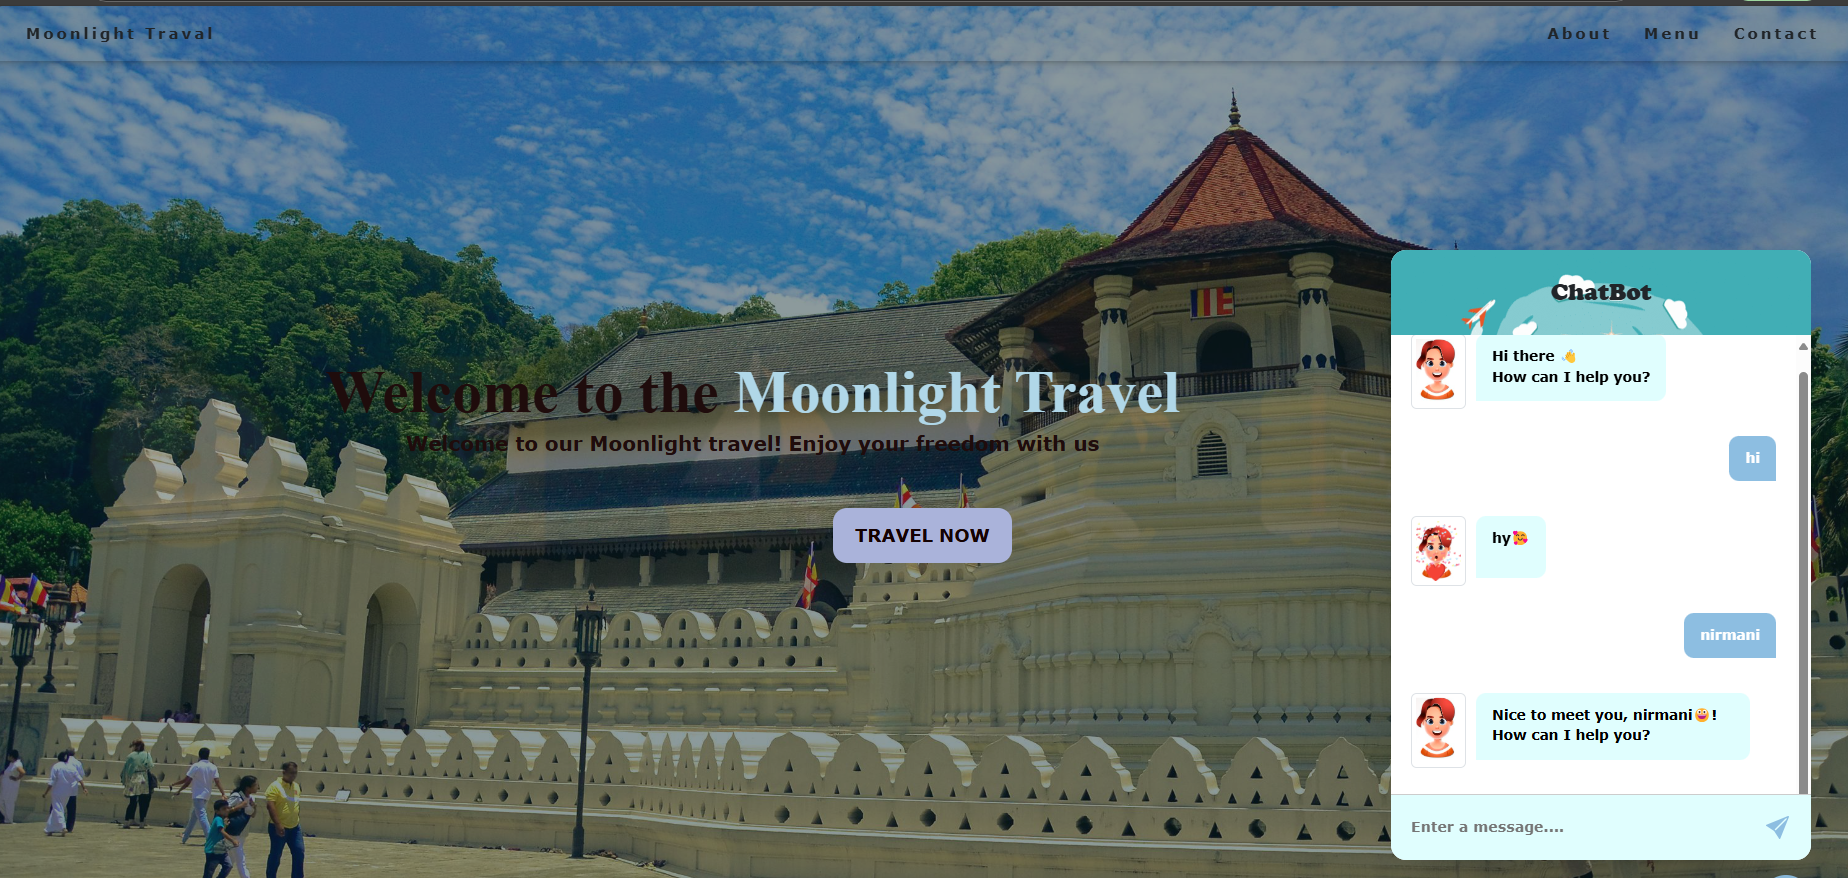 Moonlight Traval
About Menu Contact
Welcome to the Moonlight Travel
Welcome to our Moonlight travel! Enjoy your freedom with us
TRAVEL NOW
ChatBot
Hi there 👋
How can I help you?
hi
hy🥰
nirmani
Nice to meet you, nirmani😀!
How can I help you?
Enter a message....